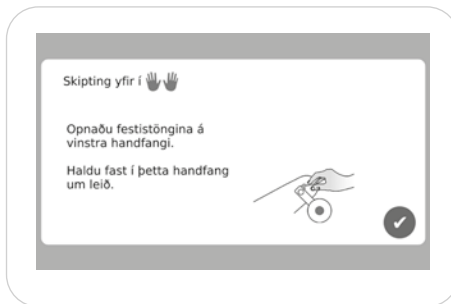 Skipting yfir í
Opnaðu festistöngina á
vinstra handfangi.
Haldu fast í þetta handfang
um leið.